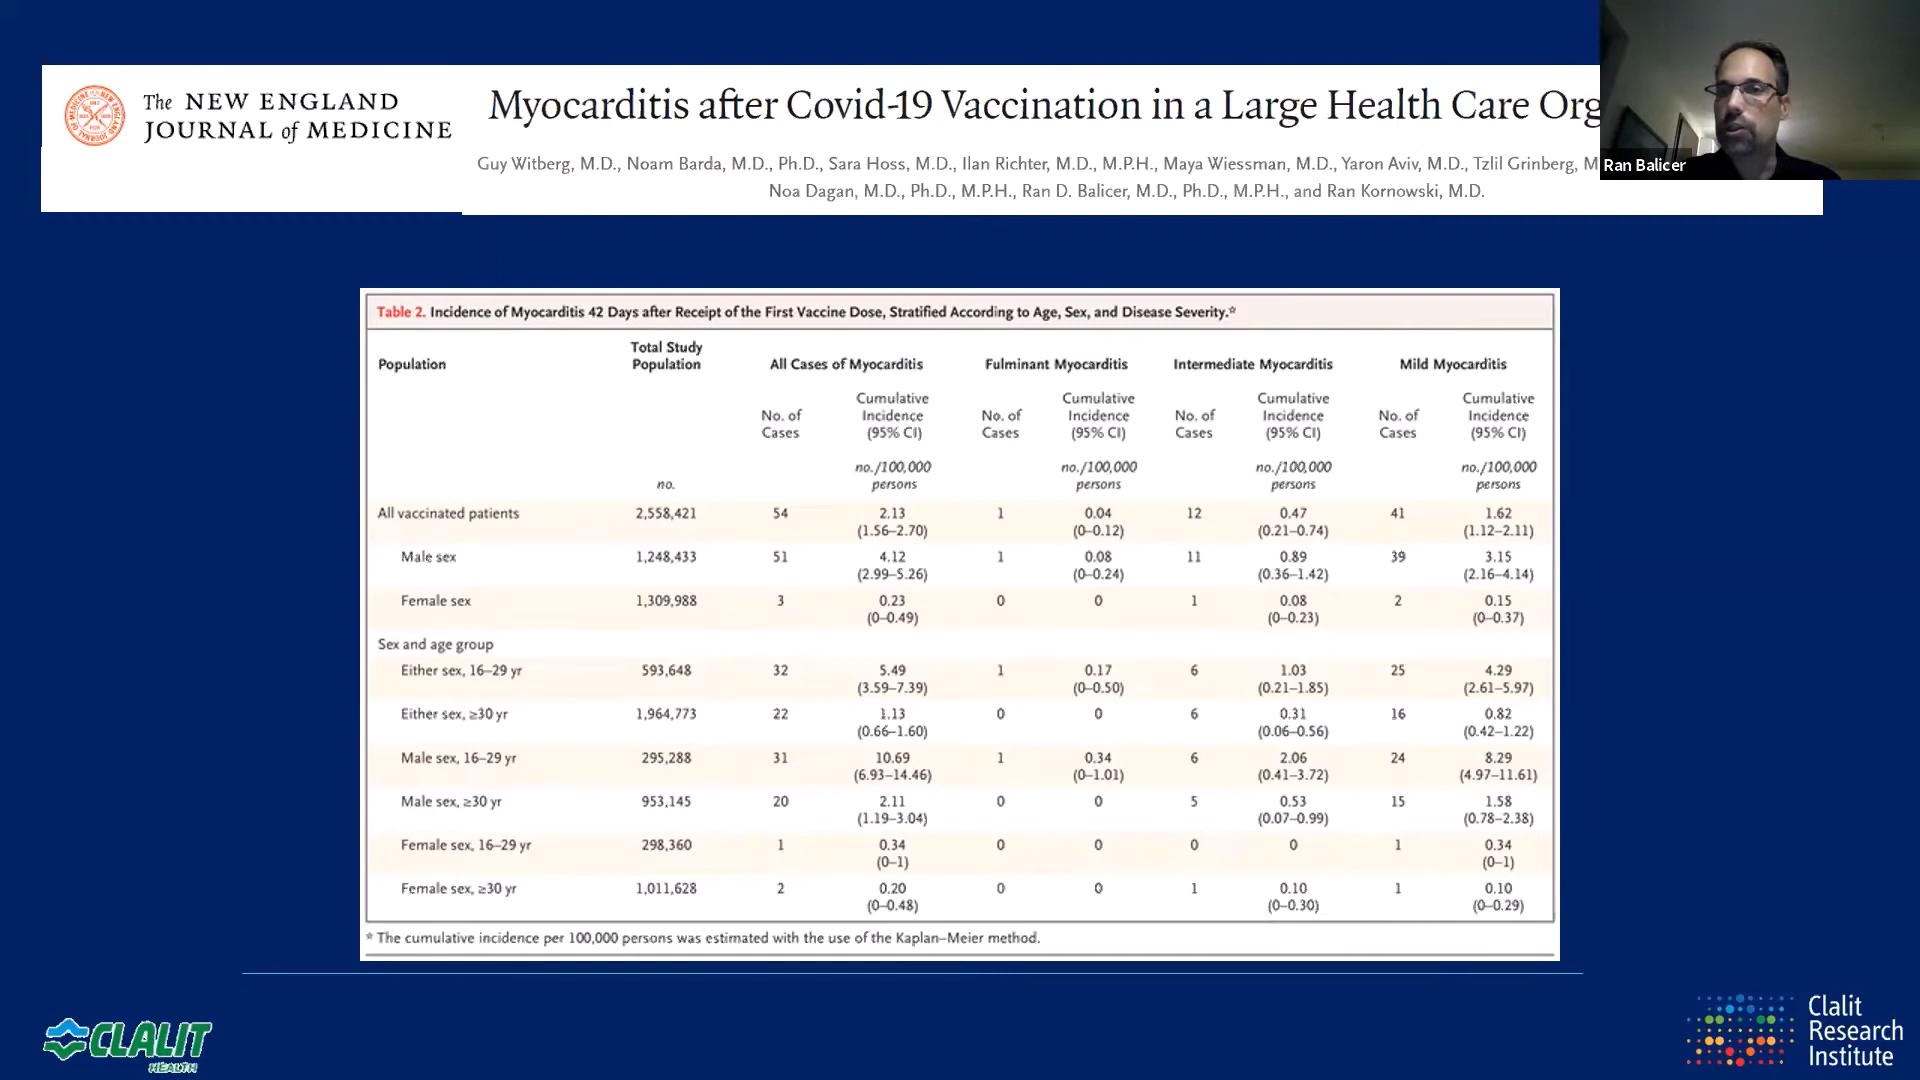 The NEW ENGLAND
JOURNAL of MEDICINE
Myocarditis after Covid-19 Vaccination in a Large Health Care Org
Guy Witberg, M.D., Noam Barda, M.D., Ph.D., Sara Hoss, M.D., Ilan Richter, M.D., M.P.H., Maya Wiessman, M.D., Yaron Aviv, M.D., Tzlil Grinberg, M
Noa Dagan, M.D., Ph.D., M.P.H., Ran D. Balicer, M.D., Ph.D., M.P.H., and Ran Kornowski, M.D.
Ran Balicer
Table 2. Incidence of Myocarditis 42 Days after Receipt of the First Vaccine Dose, Stratified According to Age, Sex, and Disease Severity.*
Population Total Study Population All Cases of Myocarditis Fulminant Myocarditis Intermediate Myocarditis Mild Myocarditis
No. of Cases Cumulative Incidence (95% CI) No. of Cases Cumulative Incidence (95% CI) No. of Cases Cumulative Incidence (95% CI) No. of Cases Cumulative Incidence (95% CI)
no. no./100,000 persons no./100,000 persons no./100,000 persons no./100,000 persons
All vaccinated patients 2,558,421 54 2.13 (1.56–2.70) 1 0.04 (0–0.12) 12 0.47 (0.21–0.74) 41 1.62 (1.12–2.11)
Male sex 1,248,433 51 4.12 (2.99–5.26) 1 0.08 (0–0.24) 11 0.89 (0.36–1.42) 39 3.15 (2.16–4.14)
Female sex 1,309,988 3 0.23 (0–0.49) 0 0 1 0.08 (0–0.23) 2 0.15 (0–0.37)
Sex and age group
Either sex, 16–29 yr 593,648 32 5.49 (3.59–7.39) 1 0.17 (0–0.50) 6 1.03 (0.21–1.85) 25 4.29 (2.61–5.97)
Either sex, ≥30 yr 1,964,773 22 1.13 (0.66–1.60) 0 0 6 0.31 (0.06–0.56) 16 0.82 (0.42–1.22)
Male sex, 16–29 yr 295,288 31 10.69 (6.93–14.46) 1 0.34 (0–1.01) 6 2.06 (0.41–3.72) 24 8.29 (4.97–11.61)
Male sex, ≥30 yr 953,145 20 2.11 (1.19–3.04) 0 0 5 0.53 (0.07–0.99) 15 1.58 (0.78–2.38)
Female sex, 16–29 yr 298,360 1 0.34 (0–1) 0 0 0 0 1 0.34 (0–1)
Female sex, ≥30 yr 1,011,628 2 0.20 (0–0.48) 0 0 1 0.10 (0–0.30) 1 0.10 (0–0.29)
* The cumulative incidence per 100,000 persons was estimated with the use of the Kaplan–Meier method.
CLALIT
HEALTH
Clalit
Research
Institute